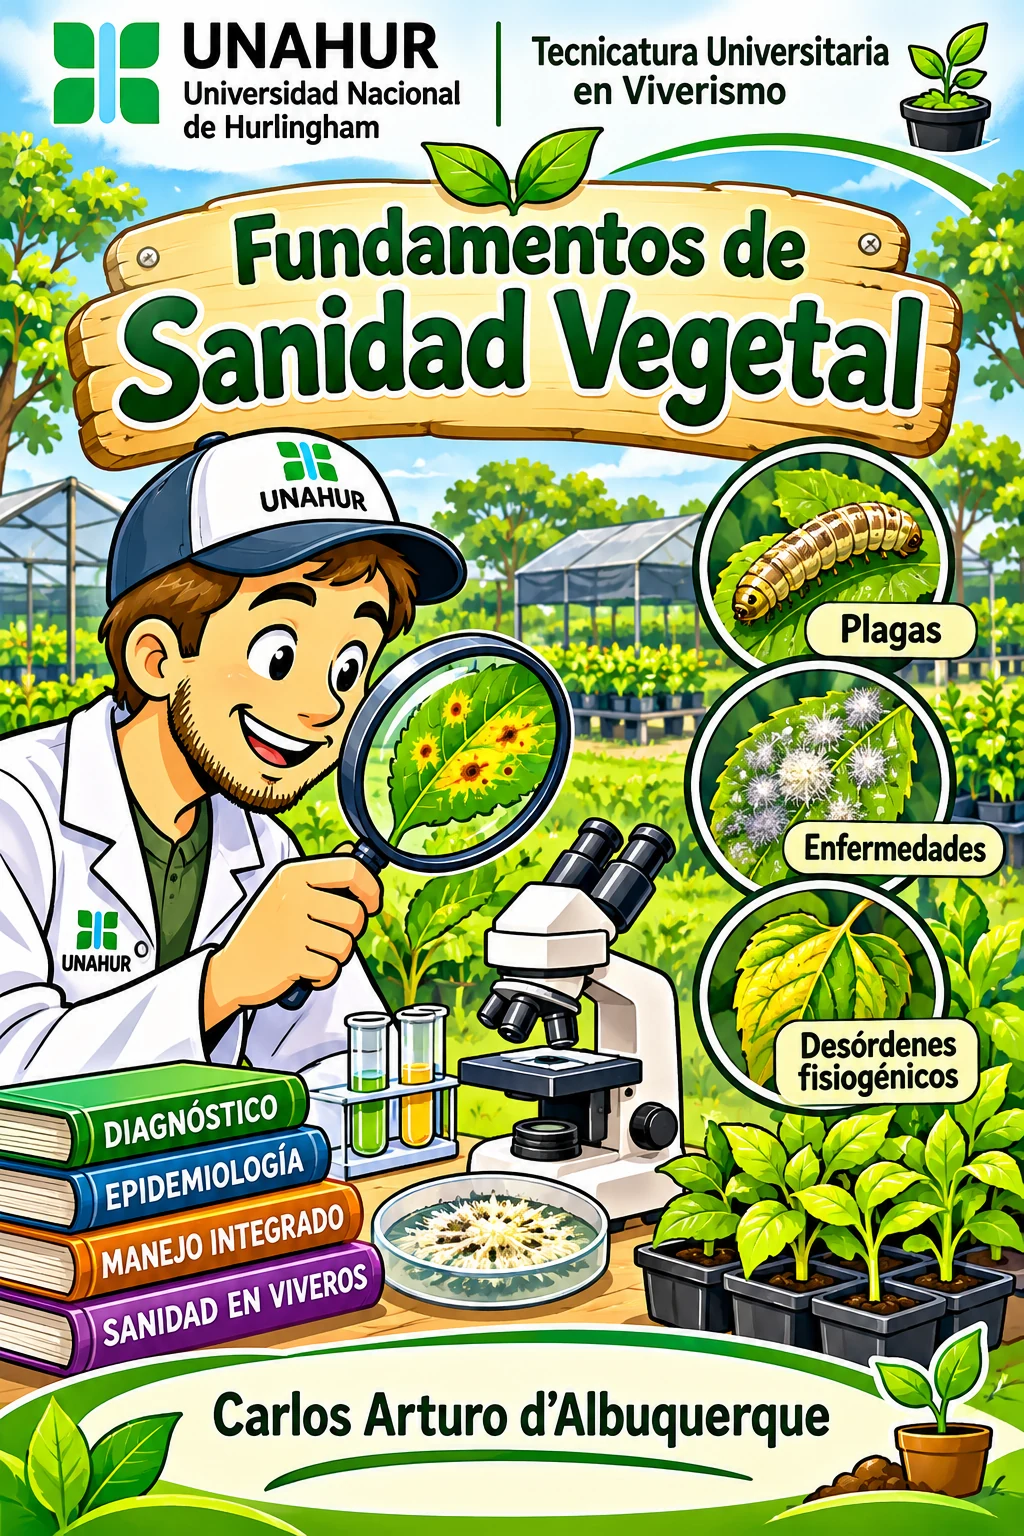 UNAHUR
Universidad Nacional
de Hurlingham
Tecnicatura Universitaria
en Viverismo
Fundamentos de
Sanidad Vegetal
UNAHUR
Plagas
Enfermedades
UNAHUR
Desórdenes
fisiogénicos
DIAGNÓSTICO
EPIDEMIOLOGÍA
MANEJO INTEGRADO
SANIDAD EN VIVEROS
Carlos Arturo d'Albuquerque